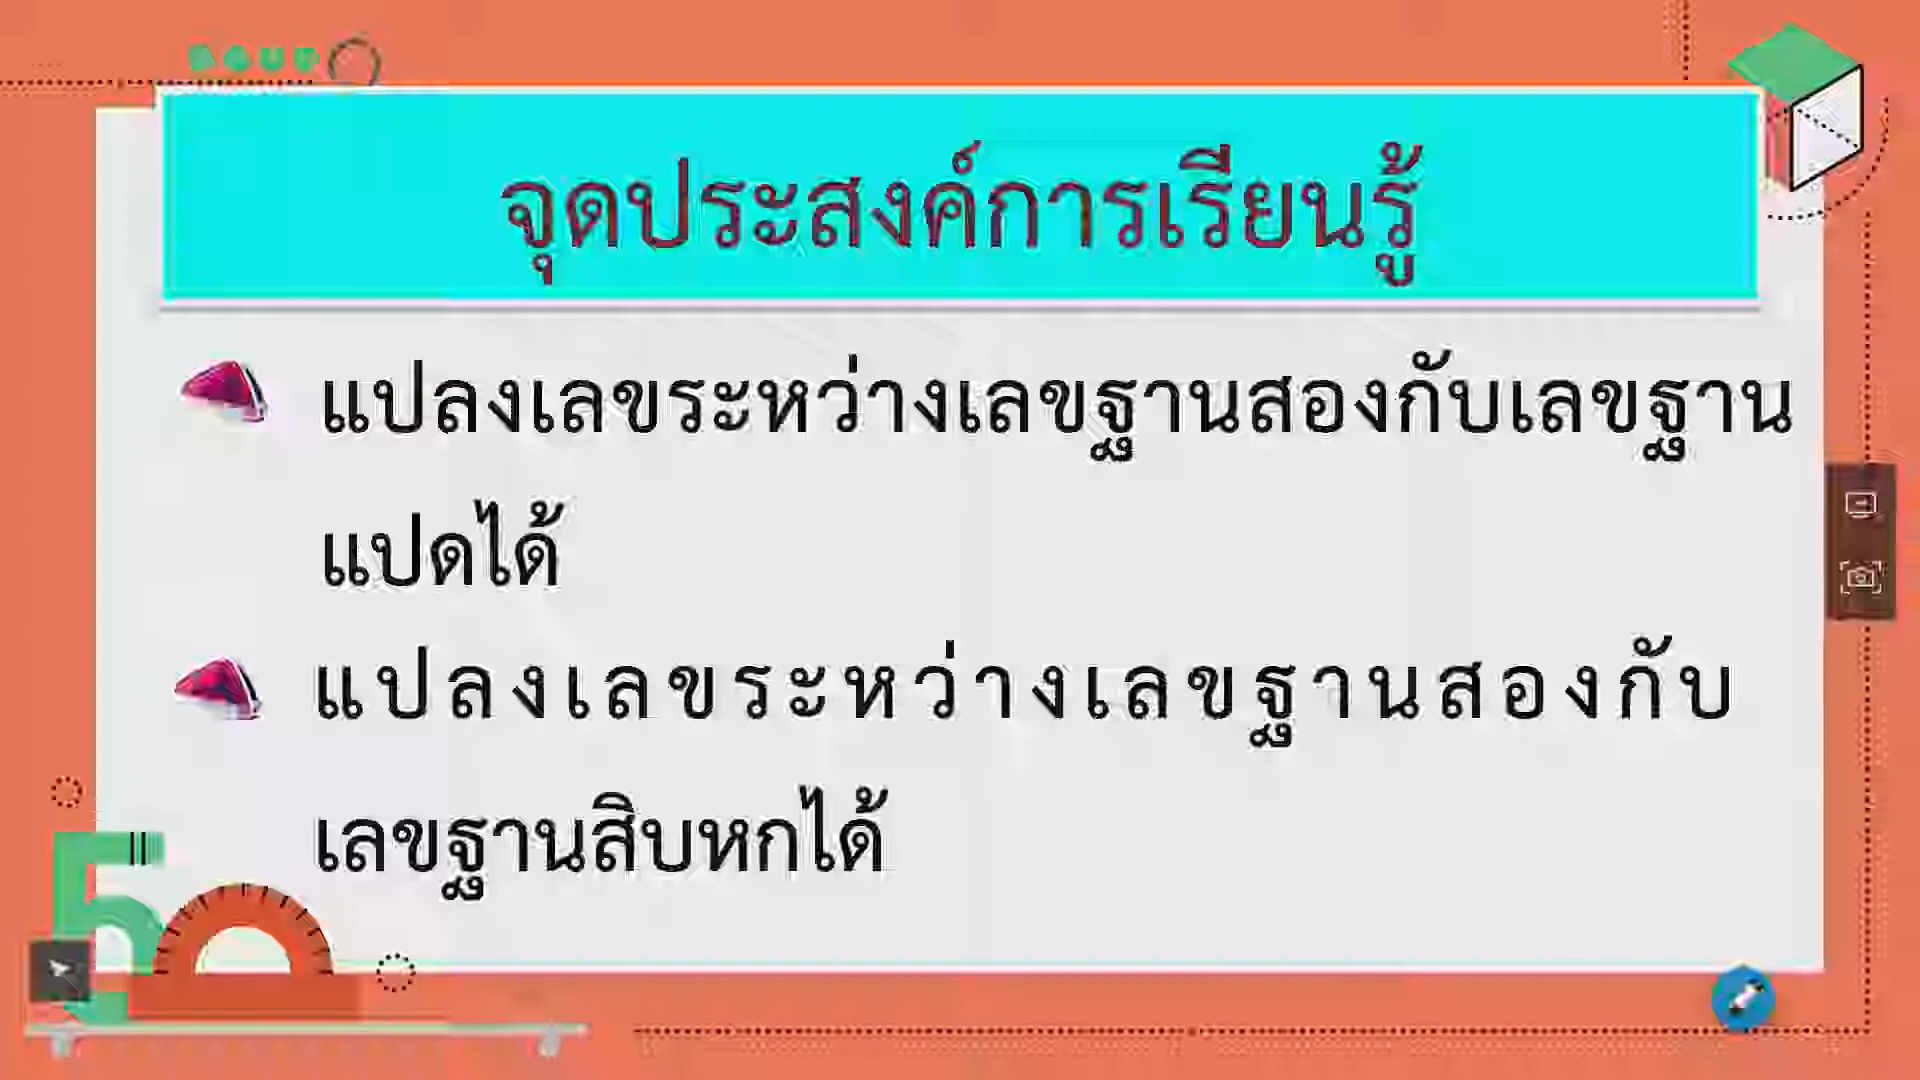 จุดประสงค์การเรียนรู้
แปลงเลขระหว่างเลขฐานสองกับเลขฐาน
แปดได้
แปลงเลขระหว่างเลขฐานสองกับ
เลขฐานสิบหกได้
5